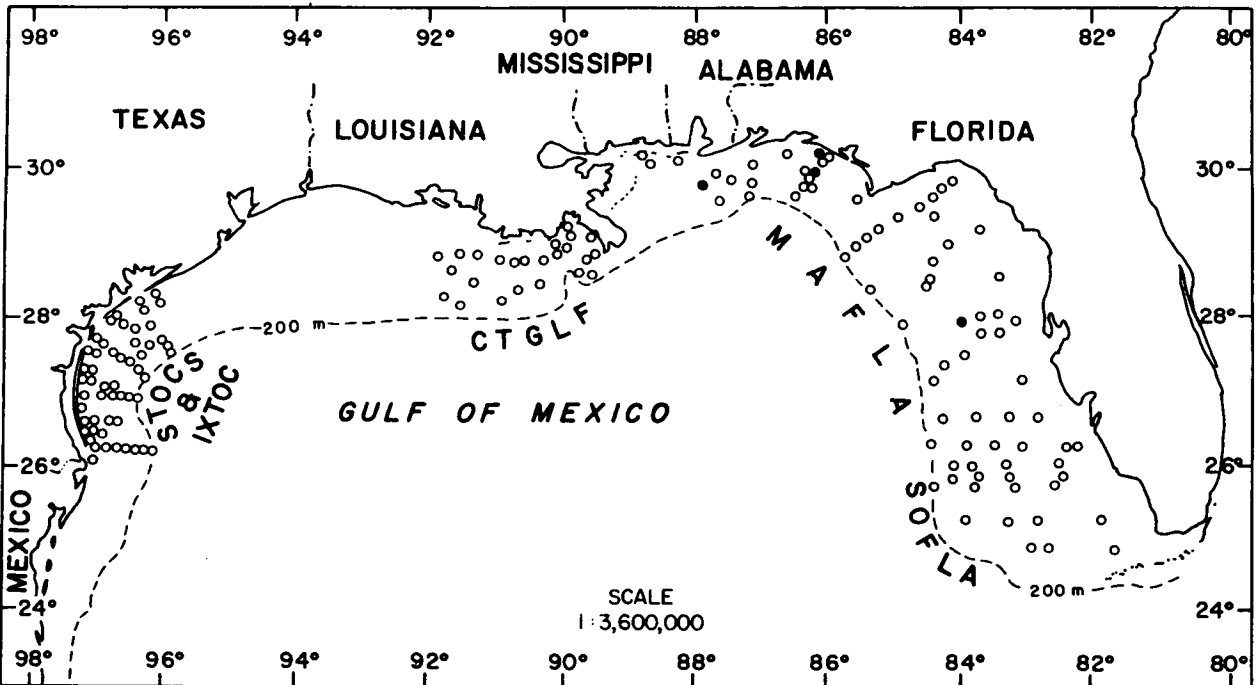 98° 96° 94° 92° 90° 88° 86° 84° 82° 80°
MISSISSIPPI ALABAMA
TEXAS LOUISIANA FLORIDA
30° 30°
MAFLA
28° 28°
200 m
CTGLF
STOCS
&
IXTOC
GULF OF MEXICO
26° 26°
SOFLA
MEXICO
200 m
SCALE
1:3,600,000
24° 24°
98° 96° 94° 92° 90° 88° 86° 84° 82° 80°